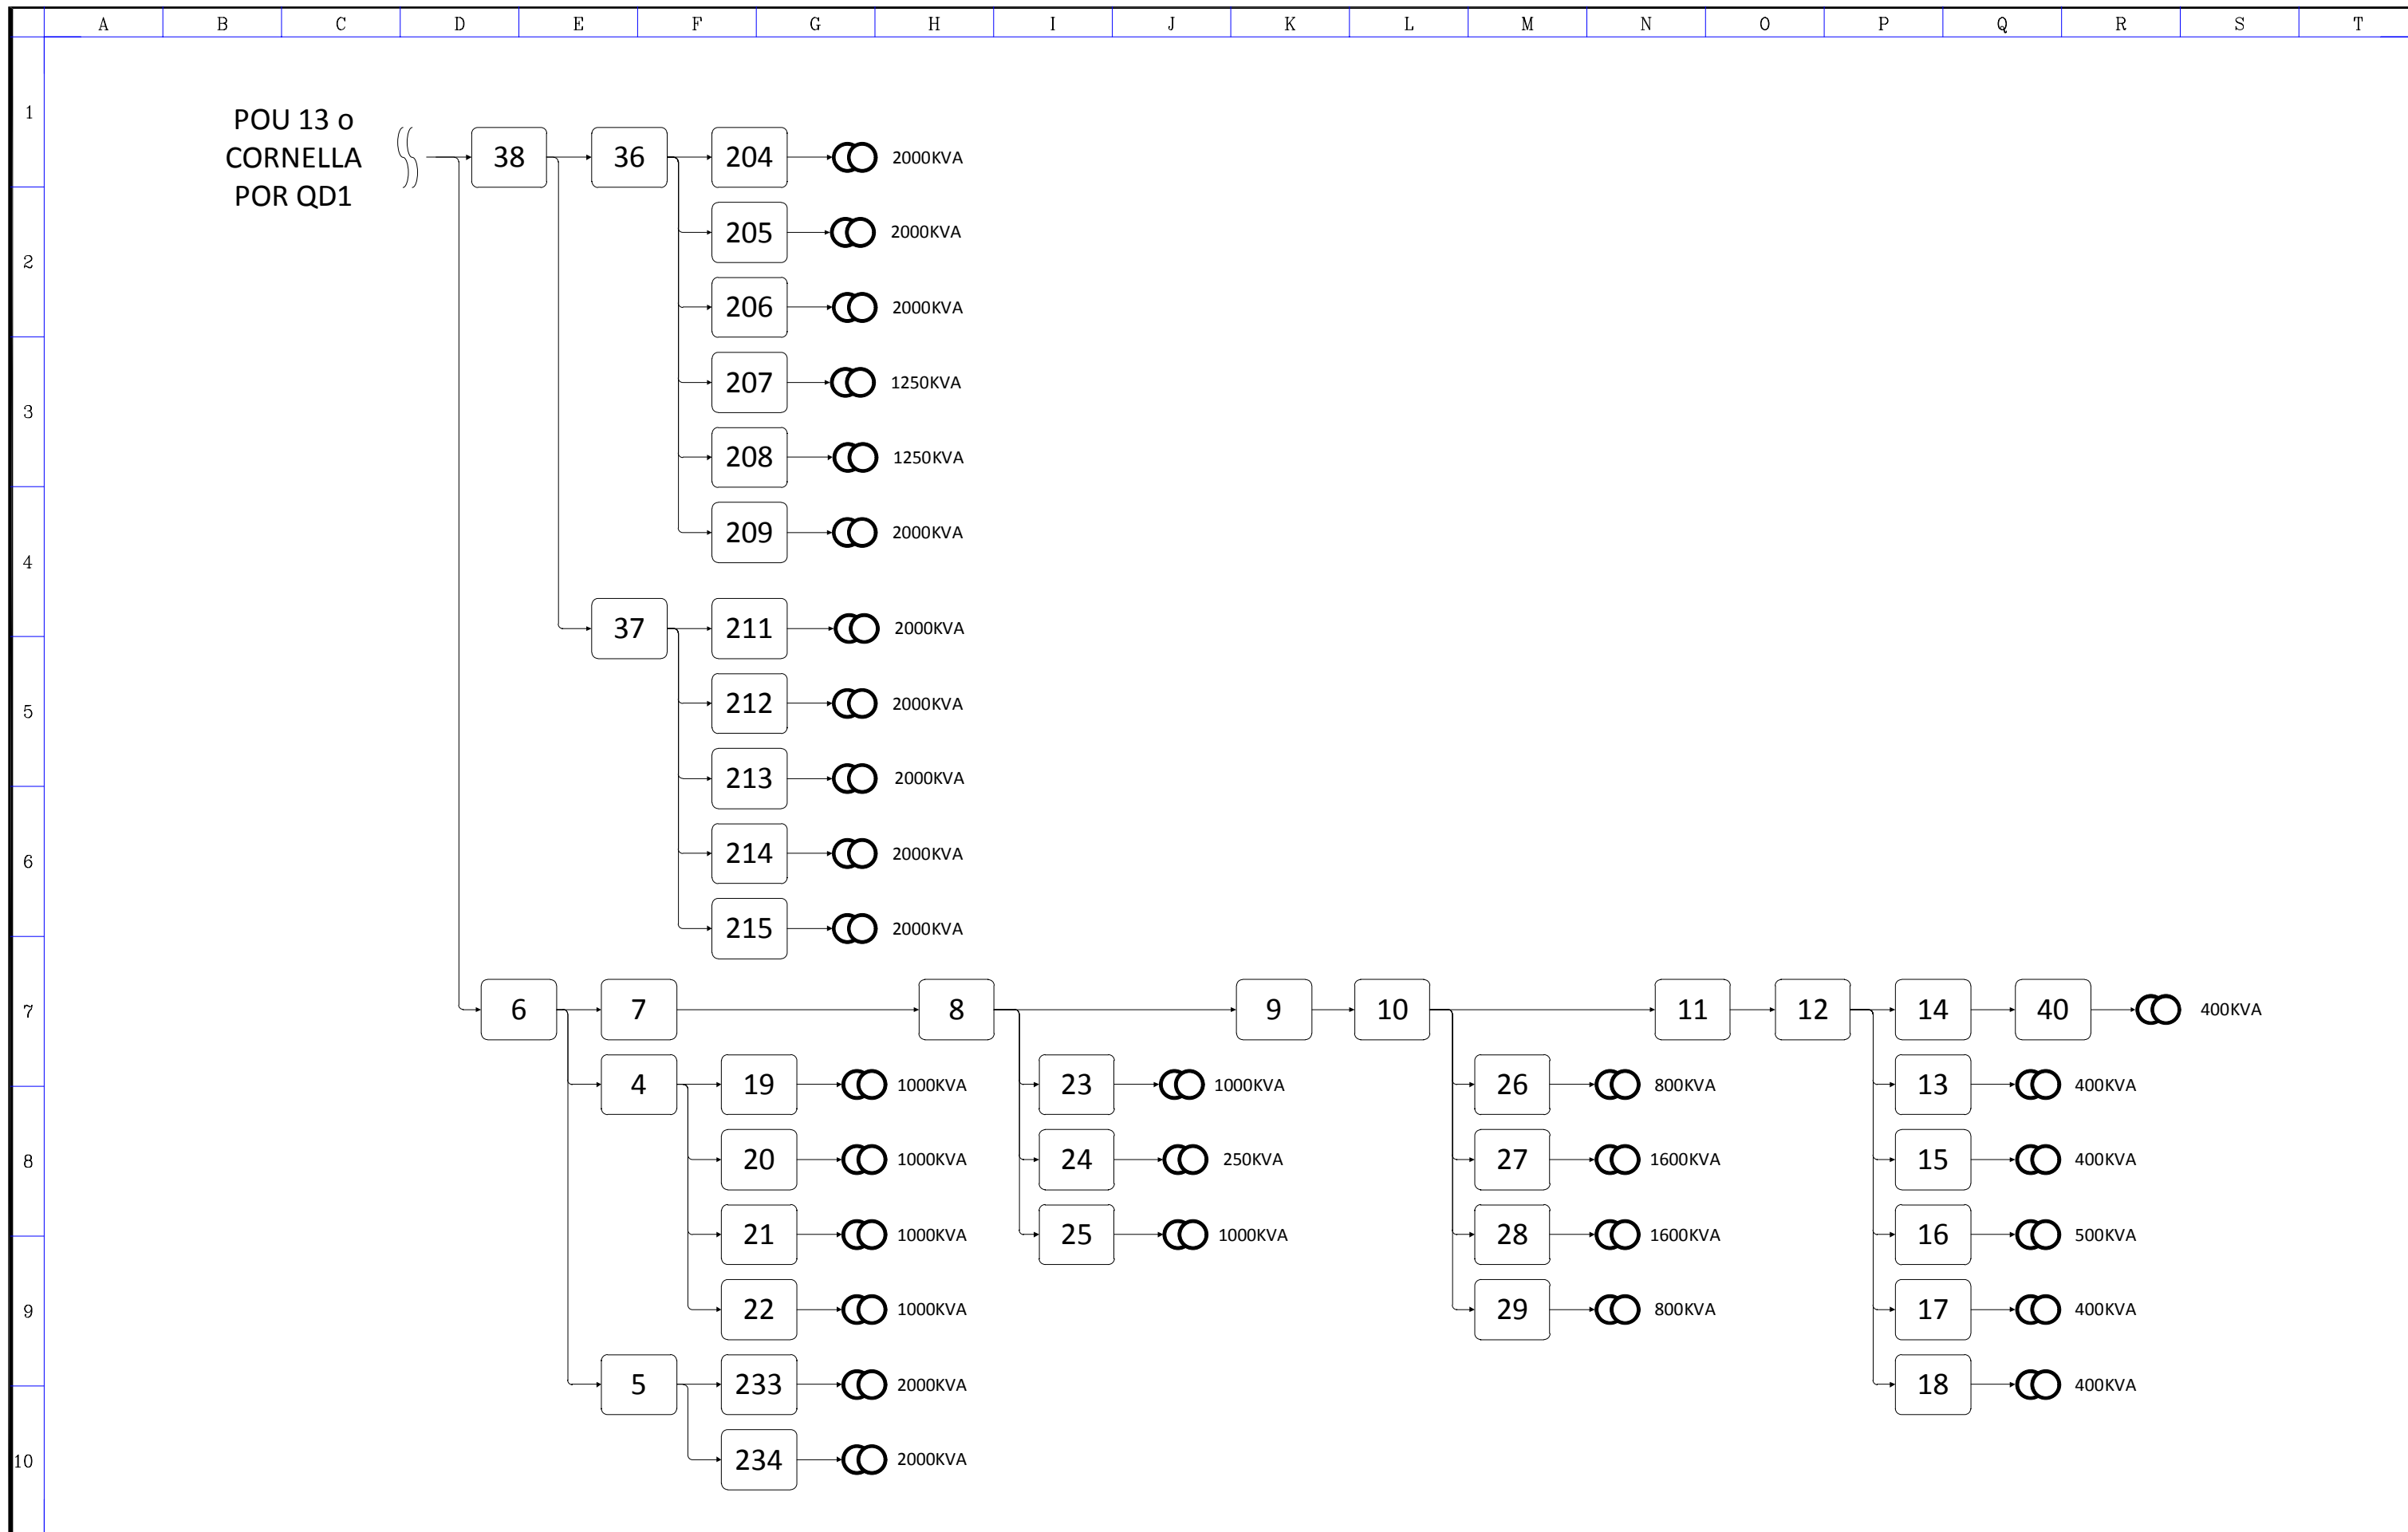 A B C D E F G H I J K L M N O P Q R S T
1
POU 13 o
CORNELLA
POR QD1
38 36 204 2000KVA
205 2000KVA
2
206 2000KVA
207 1250KVA
3
208 1250KVA
209 2000KVA
4
37 211 2000KVA
212 2000KVA
5
213 2000KVA
214 2000KVA
6
215 2000KVA
7
6 7 8 9 10 11 12 14 40 400KVA
4 19 1000KVA 23 1000KVA 26 800KVA 13 400KVA
8
20 1000KVA 24 250KVA 27 1600KVA 15 400KVA
21 1000KVA 25 1000KVA 28 1600KVA 16 500KVA
9
22 1000KVA 29 800KVA 17 400KVA
5 233 2000KVA 18 400KVA
10
234 2000KVA